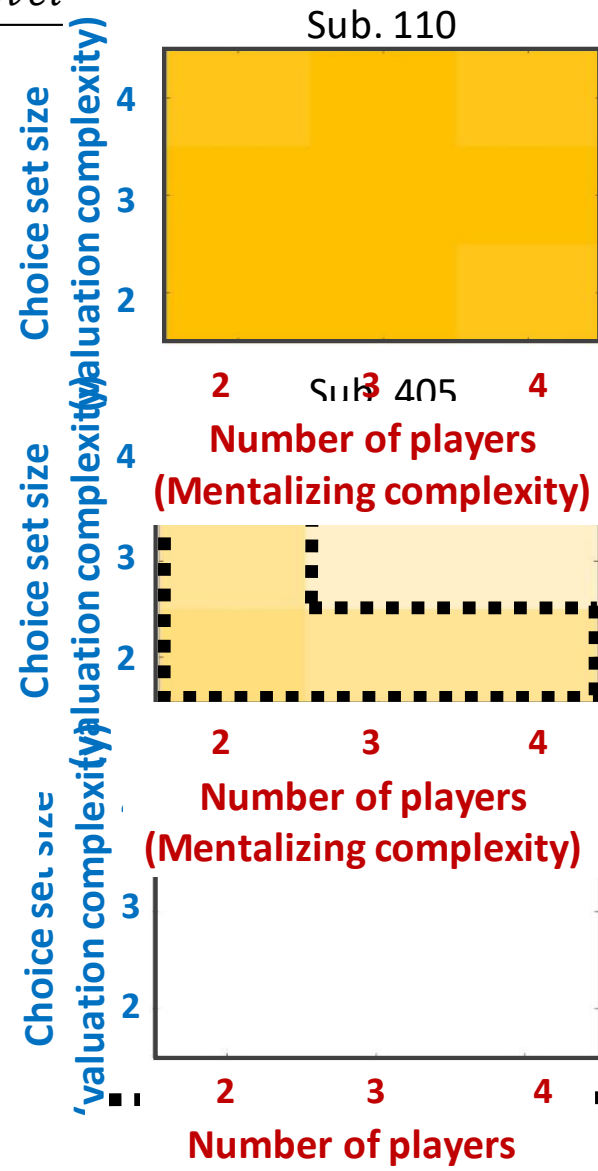 Sub. 110
Choice set size
valuation complexity)
4
3
2
2
3
4
Sub. 405
Number of players
(Mentalizing complexity)
Choice set size
valuation complexity)
4
3
2
2
3
4
Number of players
(Mentalizing complexity)
Choice set size
valuation complexity)
3
2
2
3
4
Number of players